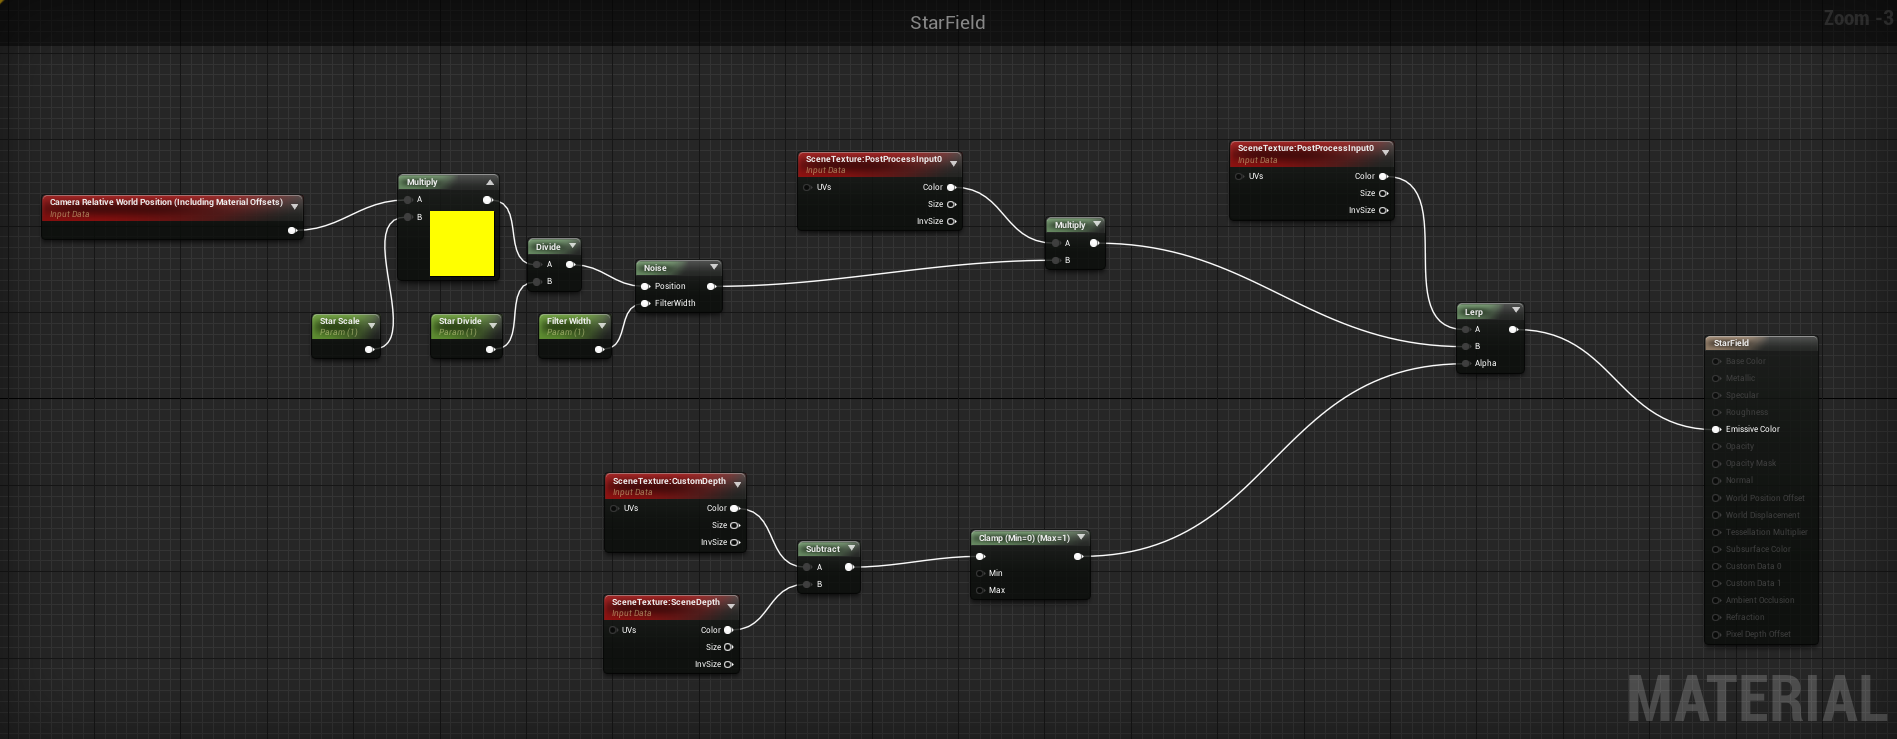 StarField
Zoom -3
Camera Relative World Position (Including Material Offsets)
Input Data
Multiply
A
B
Star Scale
Param (1)
Star Divide
Param (1)
Divide
A
B
Filter Width
Param (1)
Noise
Position
FilterWidth
SceneTexture:PostProcessInput0
Input Data
UVs Color
Size
InvSize
Multiply
A
B
SceneTexture:PostProcessInput0
Input Data
UVs Color
Size
InvSize
Lerp
A
B
Alpha
SceneTexture:CustomDepth
Input Data
UVs Color
Size
InvSize
SceneTexture:SceneDepth
Input Data
UVs Color
Size
InvSize
Subtract
A
B
Clamp (Min=0) (Max=1)
Min
Max
StarField
Base Color
Metallic
Specular
Roughness
Emissive Color
Opacity
Opacity Mask
Normal
World Position Offset
World Displacement
Tessellation Multiplier
Subsurface Color
Custom Data 0
Custom Data 1
Ambient Occlusion
Refraction
Pixel Depth Offset
MATERIAL